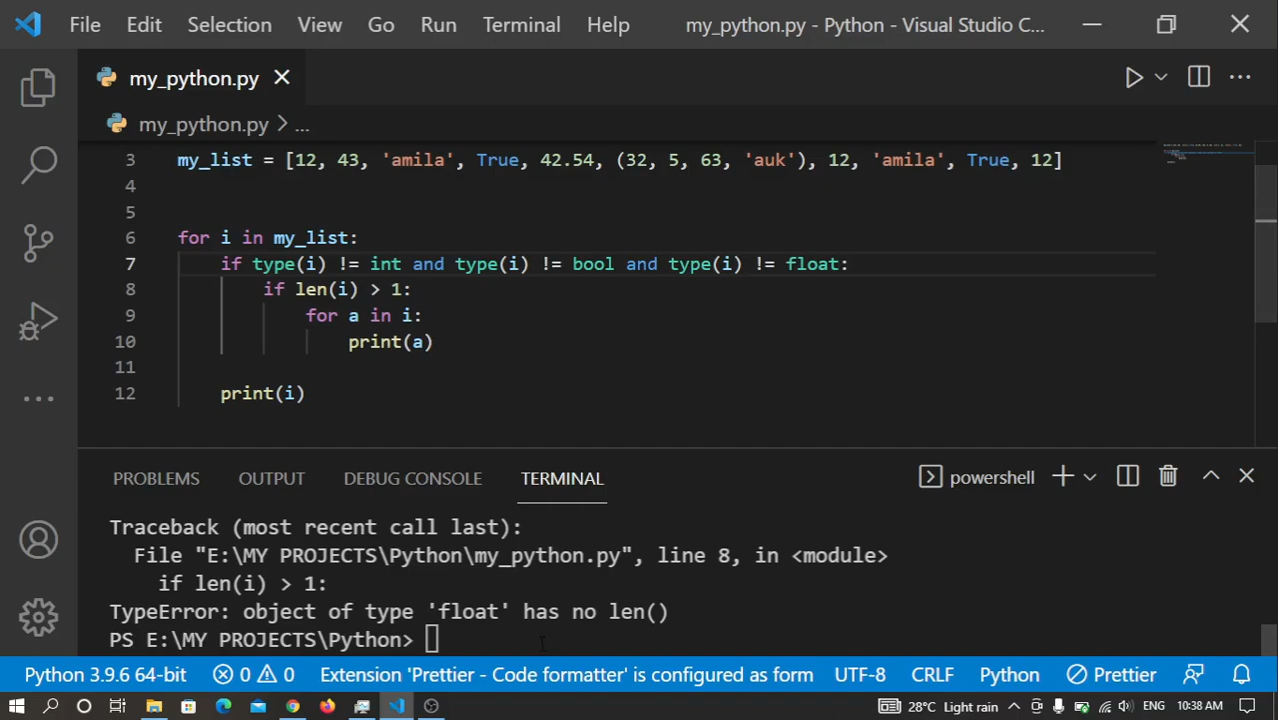 File Edit Selection View Go Run Terminal Help my_python.py - Python - Visual Studio C...
my_python.py
my_python.py > ...
3 my_list = [12, 43, 'amila', True, 42.54, (32, 5, 63, 'auk'), 12, 'amila', True, 12]
4
5
6 for i in my_list:
7 if type(i) != int and type(i) != bool and type(i) != float:
8 if len(i) > 1:
9 for a in i:
10 print(a)
11
12 print(i)
PROBLEMS OUTPUT DEBUG CONSOLE TERMINAL powershell
Traceback (most recent call last):
File "E:\MY PROJECTS\Python\my_python.py", line 8, in <module>
if len(i) > 1:
TypeError: object of type 'float' has no len()
PS E:\MY PROJECTS\Python>
Python 3.9.6 64-bit 0 0 Extension 'Prettier - Code formatter' is configured as form UTF-8 CRLF Python Prettier
28°C Light rain ENG 10:38 AM